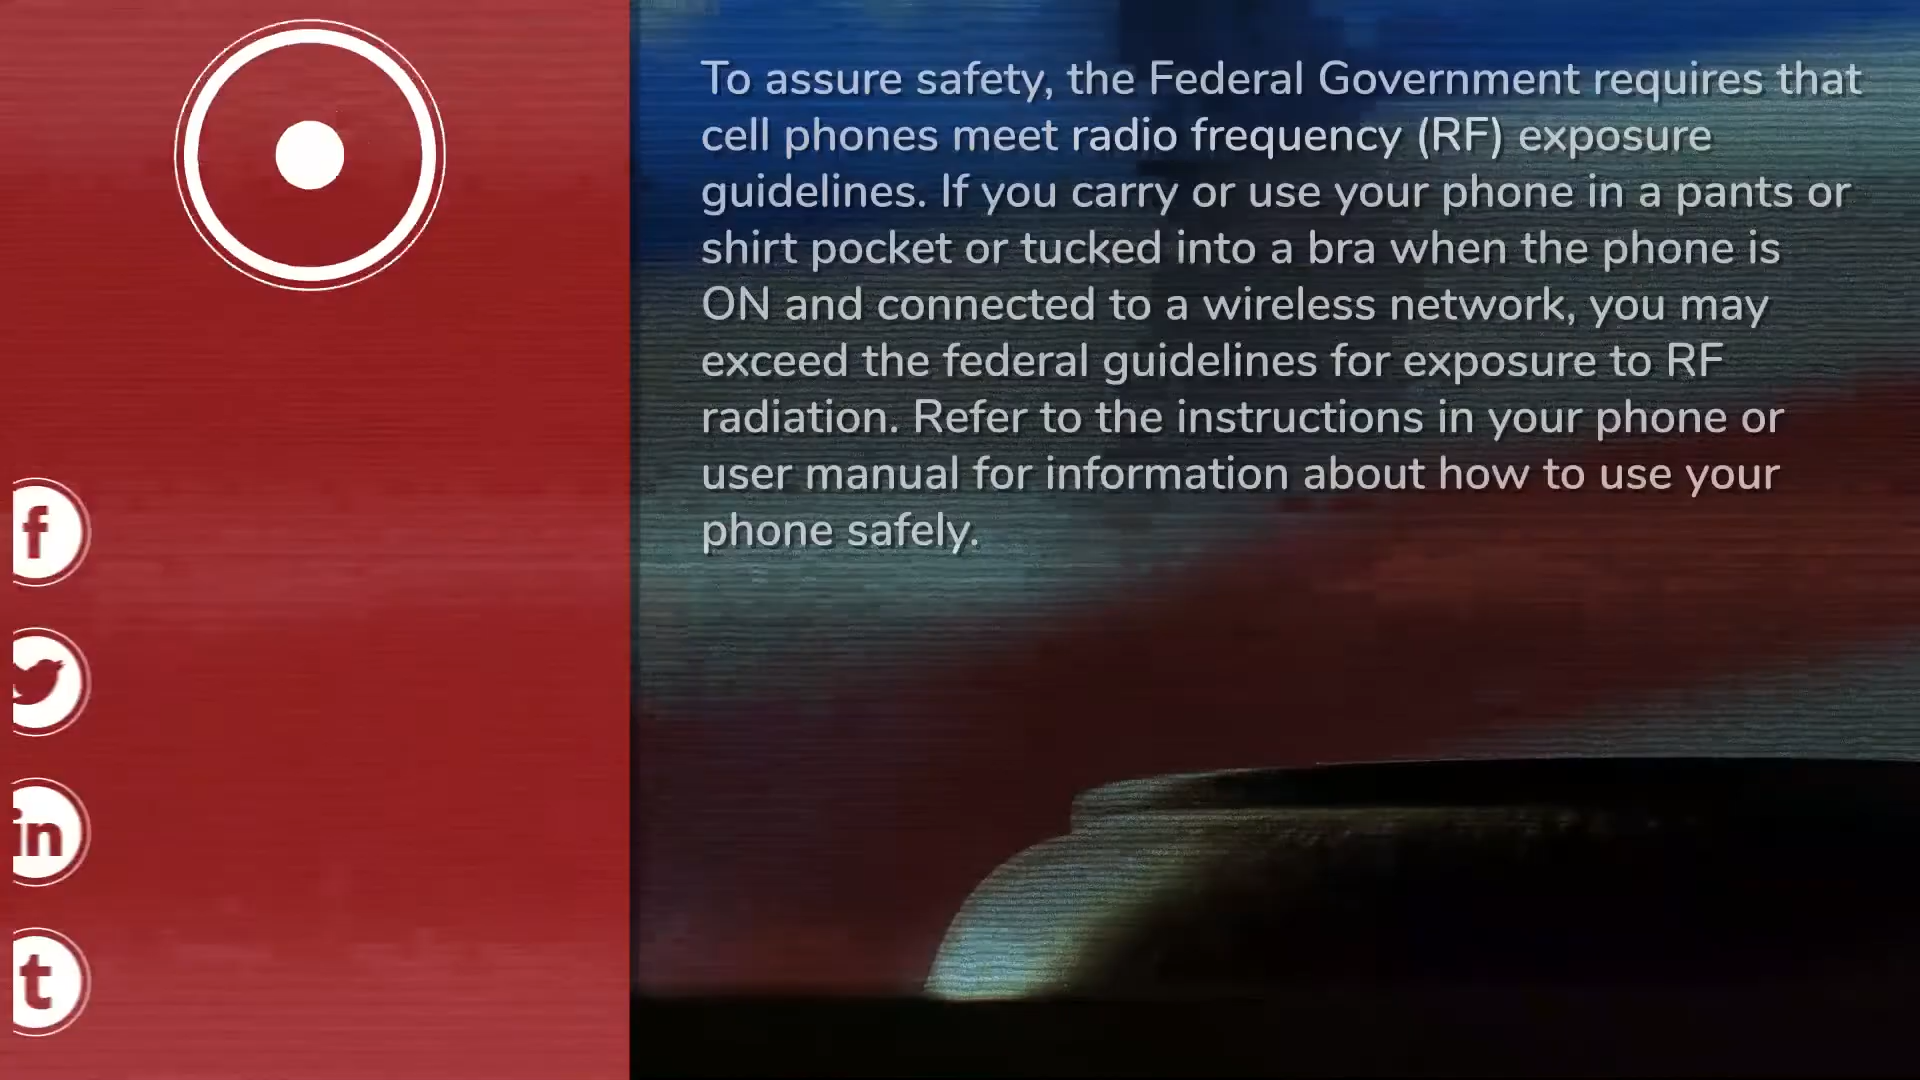 To assure safety, the Federal Government requires that
cell phones meet radio frequency (RF) exposure
guidelines. If you carry or use your phone in a pants or
shirt pocket or tucked into a bra when the phone is
ON and connected to a wireless network, you may
exceed the federal guidelines for exposure to RF
radiation. Refer to the instructions in your phone or
user manual for information about how to use your
phone safely.
f
in
t